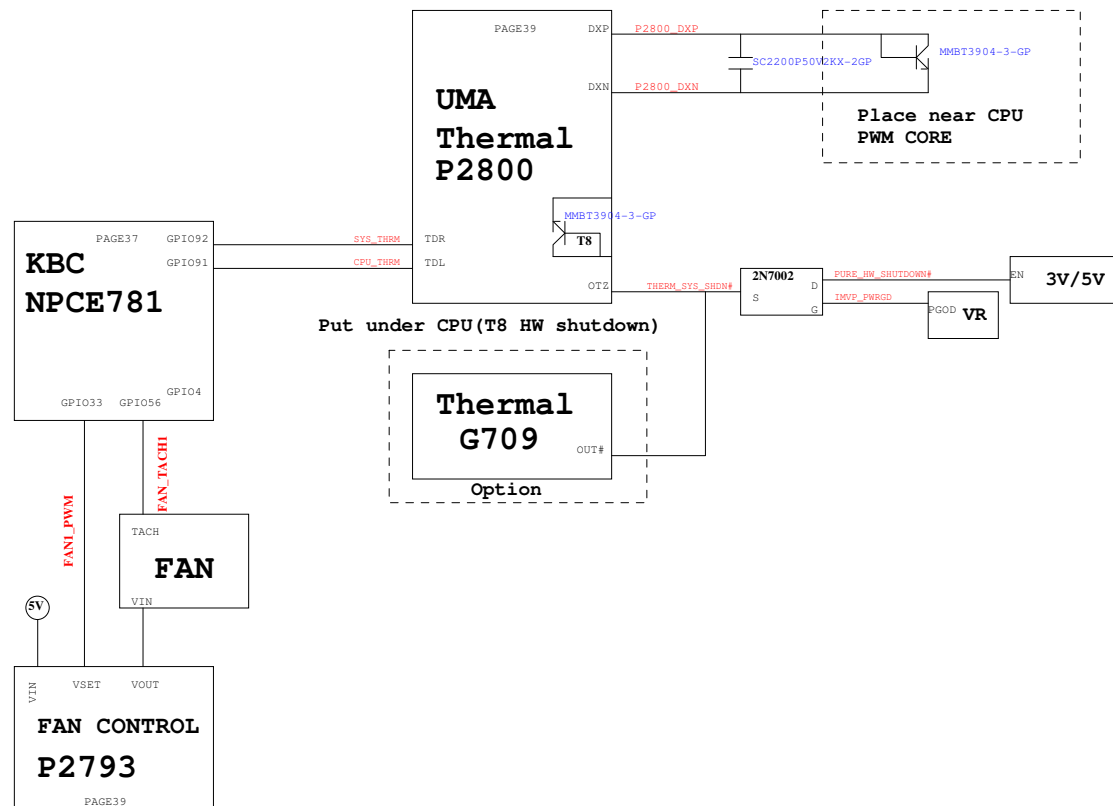 PAGE39
DXP
P2800_DXP
SC2200P50V2KX-2GP
MMBT3904-3-GP
DXN
P2800_DXN
UMA
Thermal
P2800
Place near CPU
PWM CORE
MMBT3904-3-GP
T8
PAGE37
GPIO92
SYS_THRM
TDR
KBC
NPCE781
GPIO91
CPU_THRM
TDL
OTZ
THERM_SYS_SHDN#
2N7002
D
S
G
PURE_HW_SHUTDOWN#
IMVP_PWRGD
EN
3V/5V
PGOD
VR
Put under CPU(T8 HW shutdown)
GPIO4
GPIO33
GPIO56
Thermal
G709
OUT#
Option
FAN1_PWM
FAN_TACH1
TACH
FAN
VIN
5V
VIN
VSET
VOUT
FAN CONTROL
P2793
PAGE39